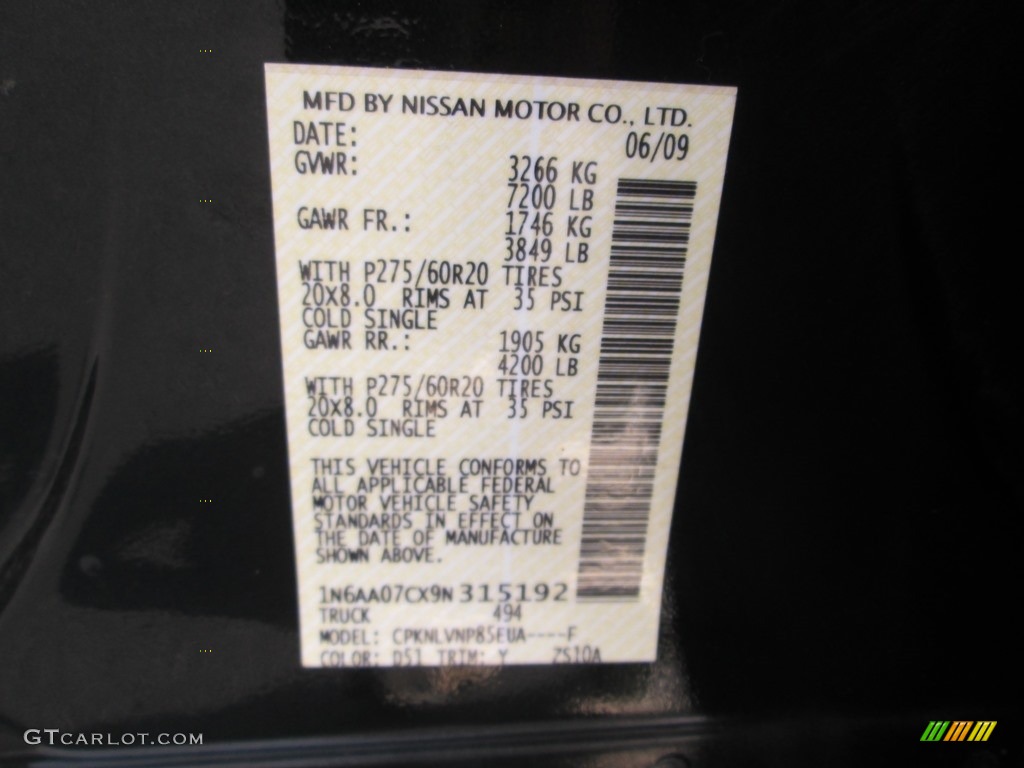 MFD BY NISSAN MOTOR CO., LTD.
DATE: 06/09
GVWR: 3266 KG
7200 LB
GAWR FR.: 1746 KG
3849 LB
WITH P275/60R20 TIRES
20X8.0 RIMS AT 35 PSI
COLD SINGLE
GAWR RR.: 1905 KG
4200 LB
WITH P275/60R20 TIRES
20X8.0 RIMS AT 35 PSI
COLD SINGLE
THIS VEHICLE CONFORMS TO
ALL APPLICABLE FEDERAL
MOTOR VEHICLE SAFETY
STANDARDS IN EFFECT ON
THE DATE OF MANUFACTURE
SHOWN ABOVE.
1N6AA07CX9N315192
TRUCK 494
MODEL: CPKNLVNP85EUA----F
COLOR: D51 TRIM: Y ZS10A
GTCARLOT.COM